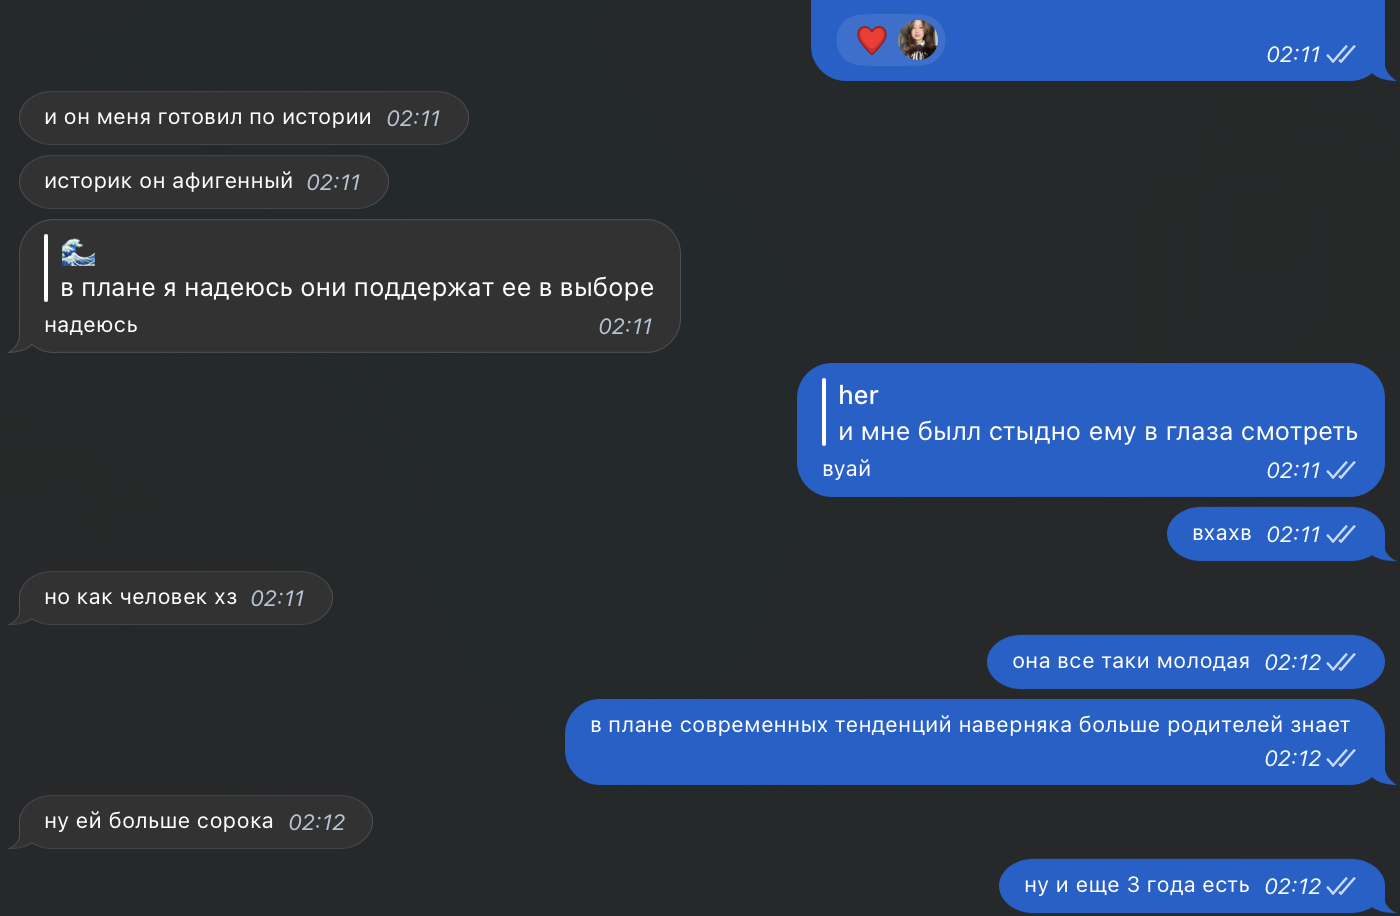 02:11
и он меня готовил по истории 02:11
историк он афигенный 02:11
🌊
в плане я надеюсь они поддержат ее в выборе
надеюсь 02:11
her
и мне былл стыдно ему в глаза смотреть
вуай 02:11
вхахв 02:11
но как человек хз 02:11
она все таки молодая 02:12
в плане современных тенденций наверняка больше родителей знает
02:12
ну ей больше сорока 02:12
ну и еще 3 года есть 02:12